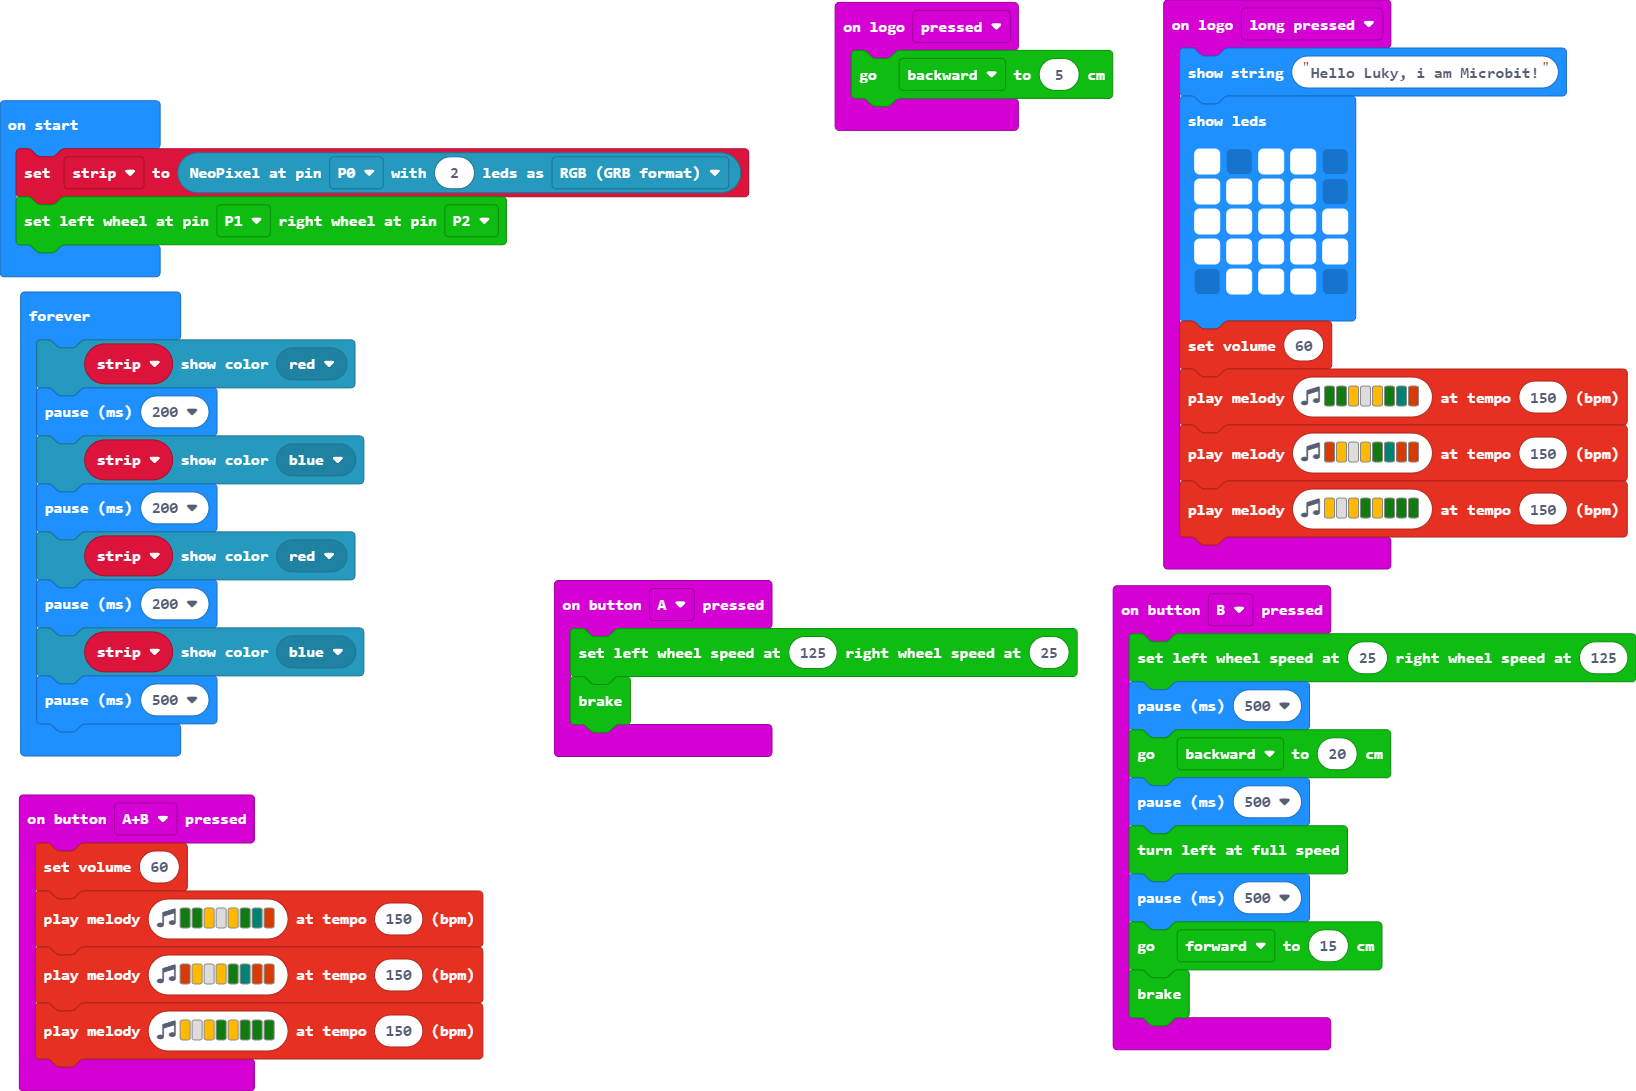 on start
set strip to NeoPixel at pin P0 with 2 leds as RGB (GRB format)
set left wheel at pin P1 right wheel at pin P2
forever
strip show color red
pause (ms) 200
strip show color blue
pause (ms) 200
strip show color red
pause (ms) 200
strip show color blue
pause (ms) 500
on button A+B pressed
set volume 60
play melody at tempo 150 (bpm)
play melody at tempo 150 (bpm)
play melody at tempo 150 (bpm)
on logo pressed
go backward to 5 cm
on button A pressed
set left wheel speed at 125 right wheel speed at 25
brake
on logo long pressed
show string "Hello Luky, i am Microbit!"
show leds
set volume 60
play melody at tempo 150 (bpm)
play melody at tempo 150 (bpm)
play melody at tempo 150 (bpm)
on button B pressed
set left wheel speed at 25 right wheel speed at 125
pause (ms) 500
go backward to 20 cm
pause (ms) 500
turn left at full speed
pause (ms) 500
go forward to 15 cm
brake